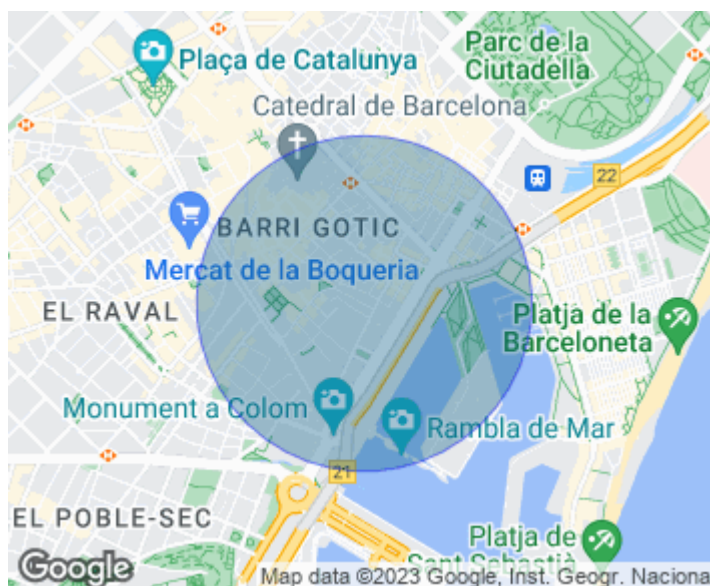 Parc de la
Ciutadella
Plaça de Catalunya
Catedral de Barcelona
22
BARRI GOTIC
Mercat de la Boqueria
EL RAVAL
Platja de la
Barceloneta
Monument a Colom
Rambla de Mar
21
EL POBLE-SEC
Platja de
Sant Sebastià
Google
Map data ©2023 Google, Inst. Geogr. Naciona